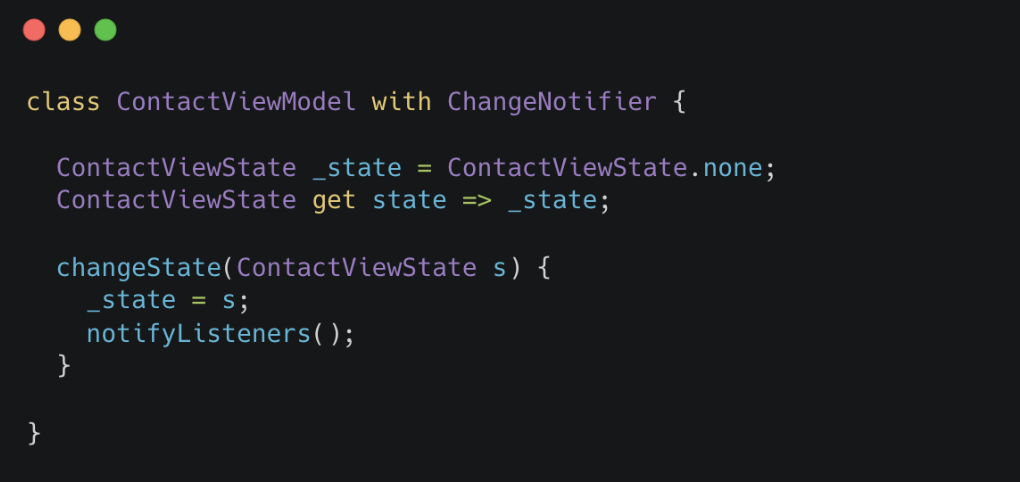 class ContactViewModel with ChangeNotifier {
ContactViewState _state = ContactViewState.none;
ContactViewState get state => _state;
changeState(ContactViewState s) {
_state = s;
notifyListeners();
}
}